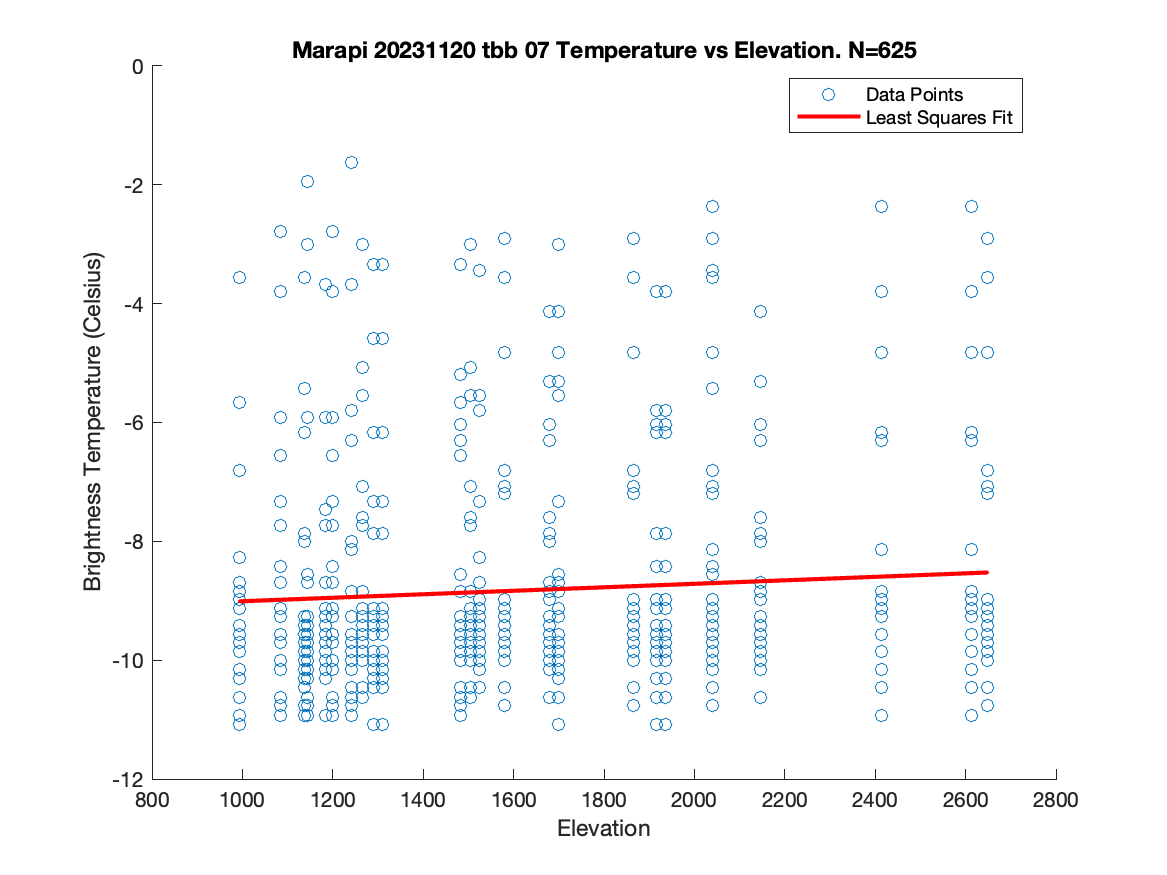 Marapi 20231120 tbb 07 Temperature vs Elevation. N=625
Data Points
Least Squares Fit
Brightness Temperature (Celsius)
0
-2
-4
-6
-8
-10
-12
800 1000 1200 1400 1600 1800 2000 2200 2400 2600 2800
Elevation